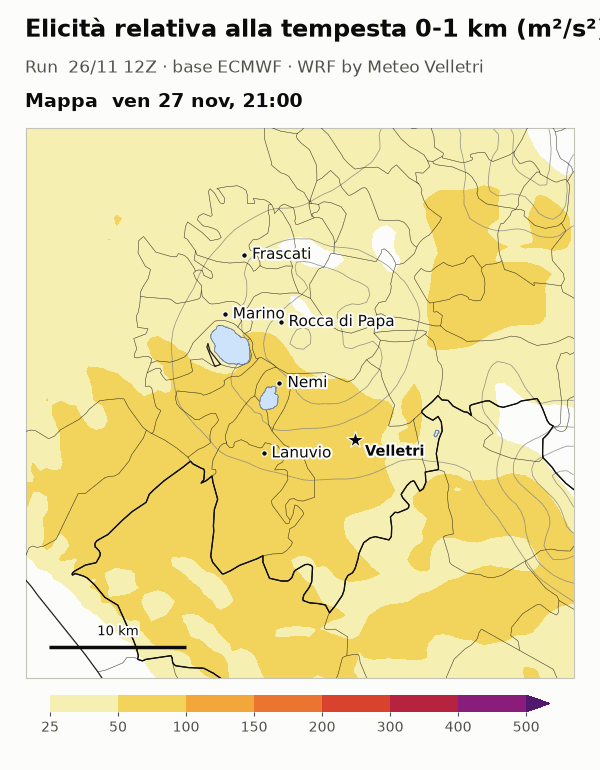 Elicità relativa alla tempesta 0-1 km (m²/s²)
Run  26/11 12Z · base ECMWF · WRF by Meteo Velletri
Mappa  ven 27 nov, 21:00
Frascati
Marino
Rocca di Papa
Nemi
Velletri
Lanuvio
10 km
25 50 100 150 200 300 400 500